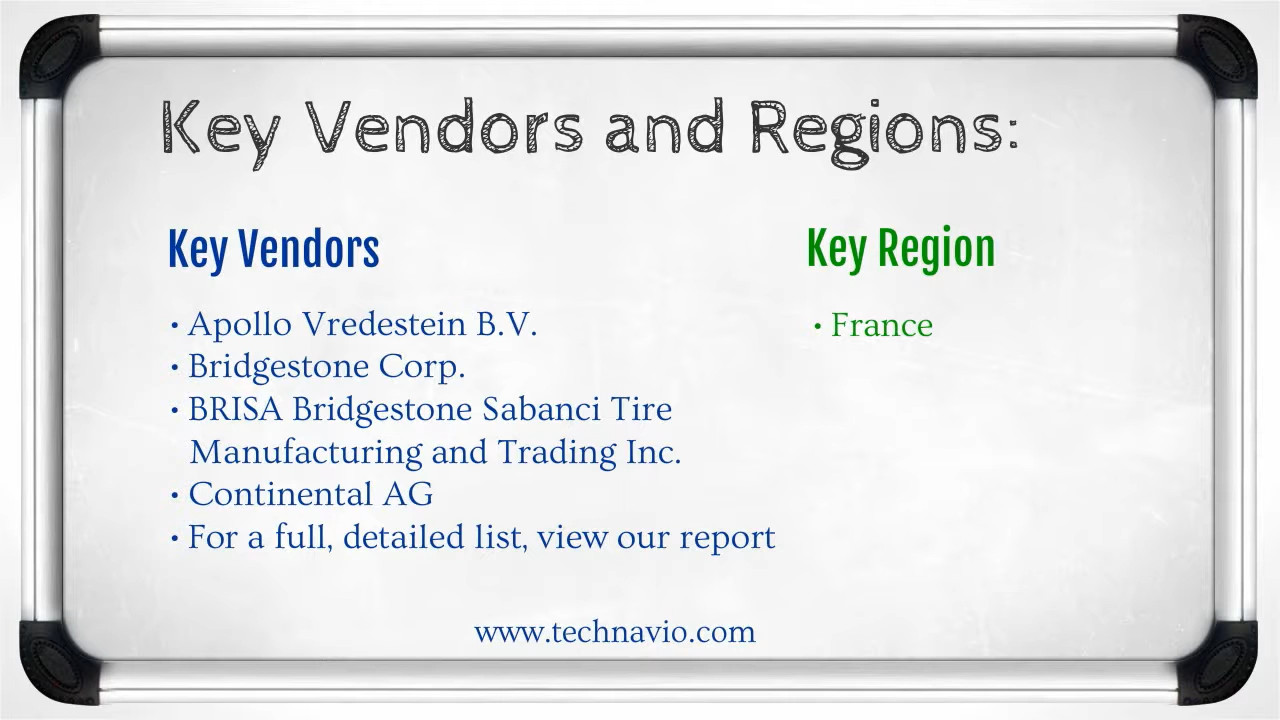 Key Vendors and Regions:
Key Vendors
• Apollo Vredestein B.V.
• Bridgestone Corp.
• BRISA Bridgestone Sabanci Tire
Manufacturing and Trading Inc.
• Continental AG
• For a full, detailed list, view our report
Key Region
• France
www.technavio.com